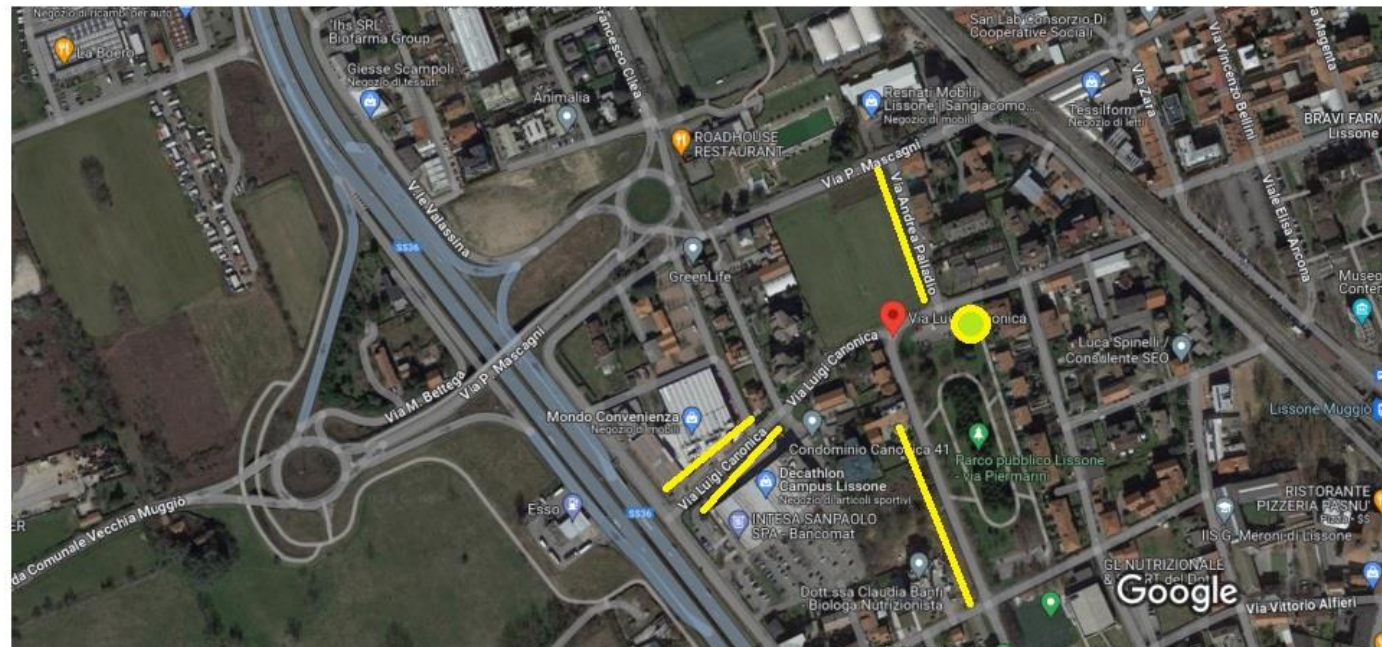 Negozio di ricambi per auto
La Boero
"Ihs SRL"
Biofarma Group
Giesse Scampoli
Negozio di tessuti
Animalia
Francesco Cilea
San Lab Consorzio Di
Cooperative Sociali
Via Zara
Via Vincenzo Bellini
Magenta
Resnati Mobili
Lissone | Sangiacomo...
Negozio di mobili
Tessilform
Negozio di letti
BRAVI FARM
Lissone
ROADHOUSE
RESTAURANT
Via P. Mascagni
Via Andrea Palladio
V.le Valassina
SS36
Viale Elisa Ancona
GreenLife
Museo
Via Luigi Canonica
Via Luigi Canonica
Luca Spinelli /
Consulente SEO
Via M. Bettega
Via P. Mascagni
Mondo Convenienza
Negozio di mobili
Lissone Muggiò
Via Luigi Canonica
Condominio Canonica 41
Parco pubblico Lissone
- via Piermarini
Decathlon
Campus Lissone
Negozio di articoli sportivi
Esso
SS36
INTESA SANPAOLO
SPA - Bancomat
RISTORANTE
PIZZERIA PASNU'
IIS G. Meroni di Lissone
da Comunale Vecchia Muggiò
Dott.ssa Claudia Banfi -
Biologa Nutrizionista
GL NUTRIZIONALE
Google
Via Vittorio Alfieri